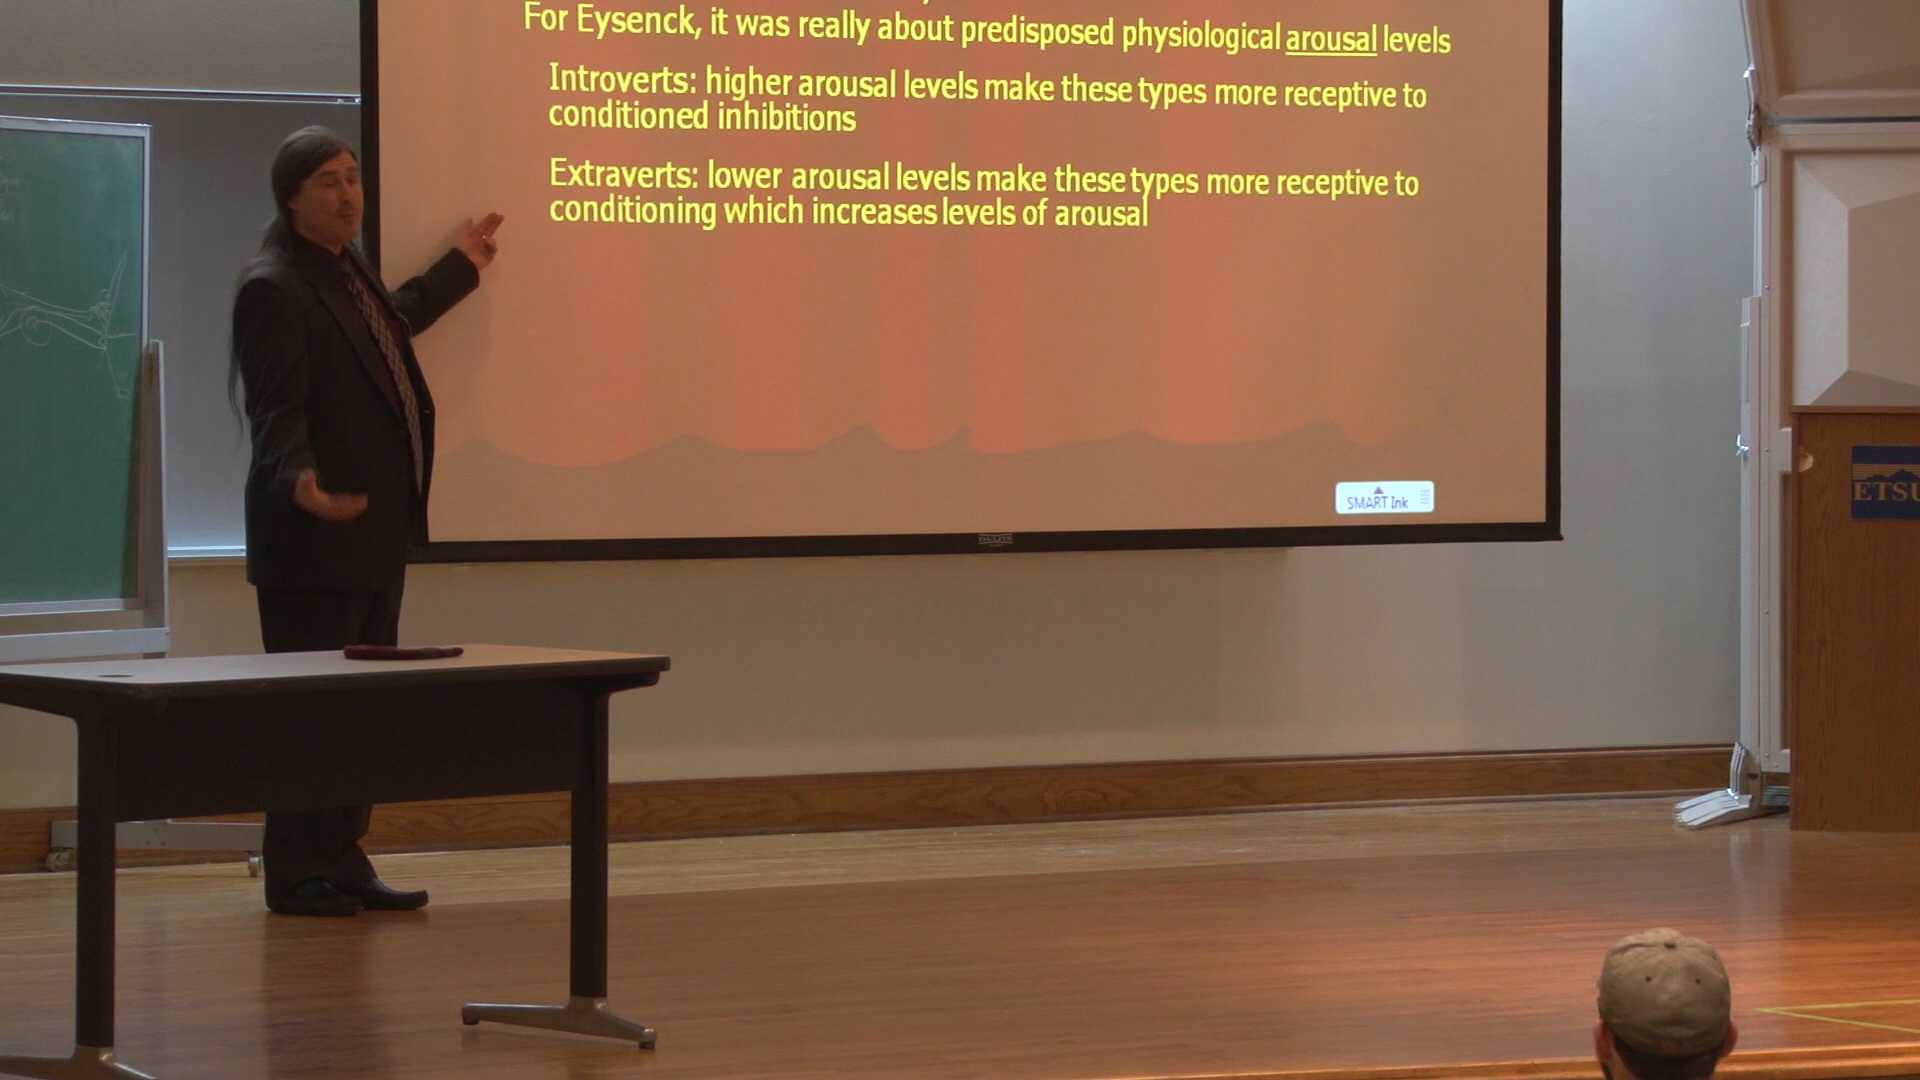 For Eysenck, it was really about predisposed physiological arousal levels
Introverts: higher arousal levels make these types more receptive to
conditioned inhibitions
Extraverts: lower arousal levels make these types more receptive to
conditioning which increases levels of arousal
SMART Ink
DA-LITE
ETSU